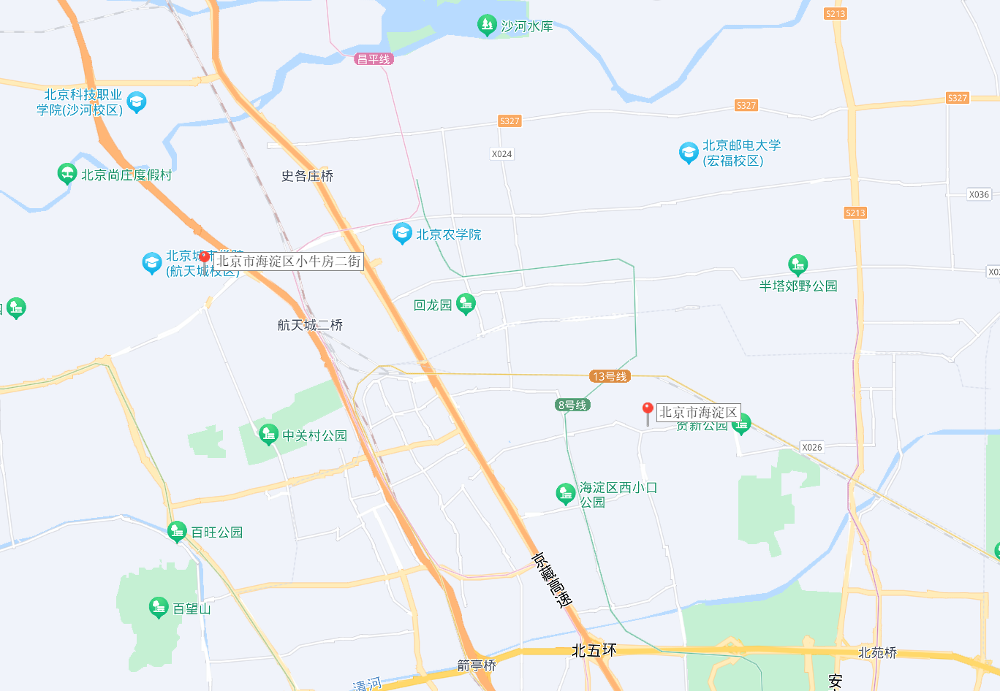 S213
沙河水库
昌平线
北京科技职业
学院(沙河校区)
S327
S327
S327
北京邮电大学
(宏福校区)
X024
北京尚庄度假村
史各庄桥
X036
S213
北京农学院
北京城市学院
(航天城校区)
北京市海淀区小牛房二街
半塔郊野公园
回龙园
航天城二桥
13号线
8号线
北京市海淀区
贺新公园
中关村公园
X026
海淀区西小口
公园
百旺公园
京藏高速
百望山
北五环
北苑桥
箭亭桥
清河